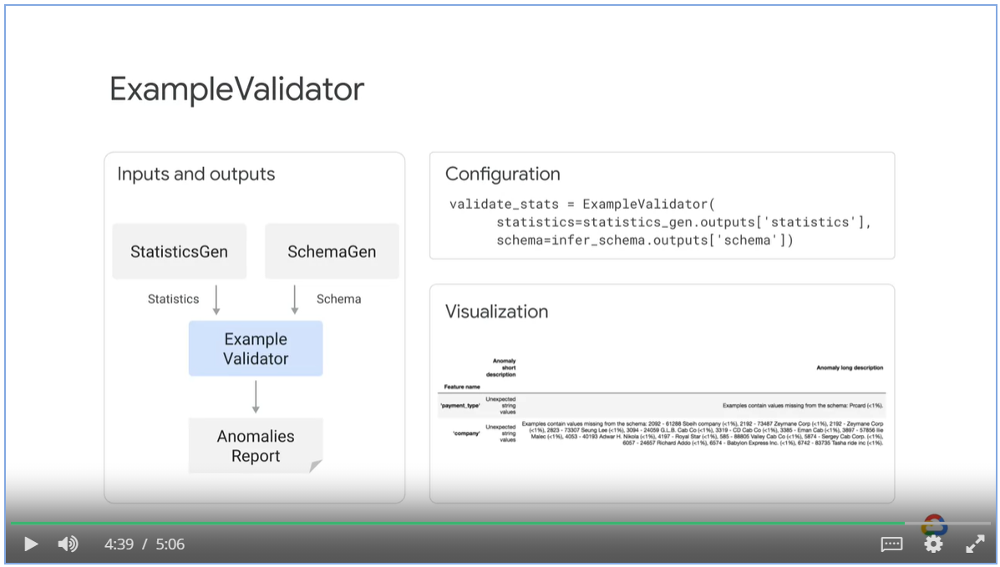 ExampleValidator
Inputs and outputs
StatisticsGen
SchemaGen
Statistics
Schema
Example
Validator
Anomalies
Report
Configuration
validate_stats = ExampleValidator(
statistics=statistics_gen.outputs['statistics'],
schema=infer_schema.outputs['schema'])
Visualization
Anomaly
short
description
Anomaly long description
Feature name
'payment_type'
Unexpected
string
values
Examples contain values missing from the schema: Prcard (<1%).
'company'
Unexpected
string
values
Examples contain values missing from the schema: 2092 - 61288 Sbeih company (<1%), 2192 - 73487 Zeymane Corp (<1%), 2192 - Zeymane Corp
(<1%), 2823 - 73307 Seung Lee (<1%), 3094 - 24059 G.L.B. Cab Co (<1%), 3319 - CD Cab Co (<1%), 3385 - Eman Cab (<1%), 3897 - 57856 Ilie
Malec (<1%), 4053 - 40193 Adwar H. Nikola (<1%), 4197 - Royal Star (<1%), 585 - 88805 Valley Cab Co (<1%), 5874 - Sergey Cab Corp. (<1%),
6057 - 24657 Richard Addo (<1%), 6574 - Babylon Express Inc. (<1%), 6742 - 83735 Tasha ride inc (<1%).
4:39 / 5:06